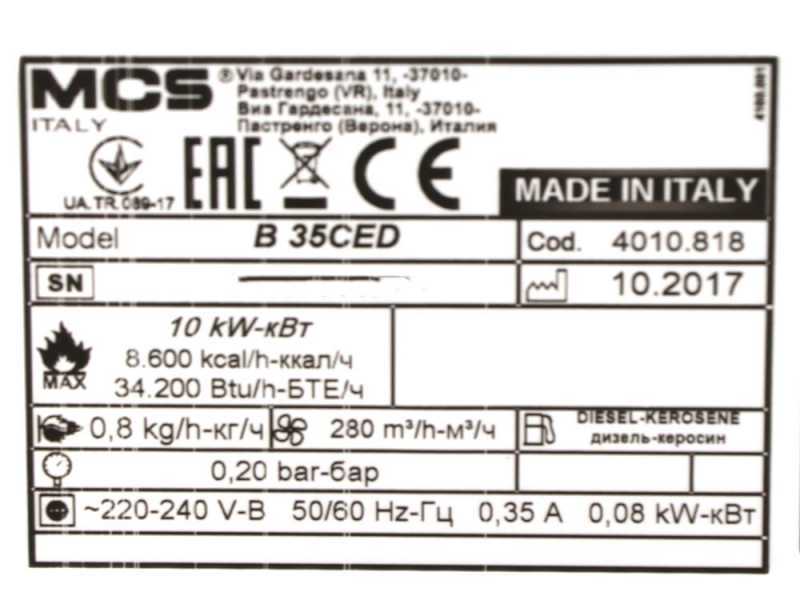 MCS ® Via Gardesana 11, -37010-
Pastrengo (VR), Italy
Виа Гардесана, 11, -37010-
ITALY Пастренго (Верона), Италия
4100.001
UA.TR.089-17 EAC CE MADE IN ITALY
Model B 35CED Cod. 4010.818
SN 10.2017
10 kW-кВт
8.600 kcal/h-ккал/ч
MAX 34.200 Btu/h-БТЕ/ч
0,8 kg/h-кг/ч 280 m³/h-м³/ч DIESEL-KEROSENE
дизель-керосин
0,20 bar-бар
~220-240 V-В 50/60 Hz-Гц 0,35 A 0,08 kW-кВт